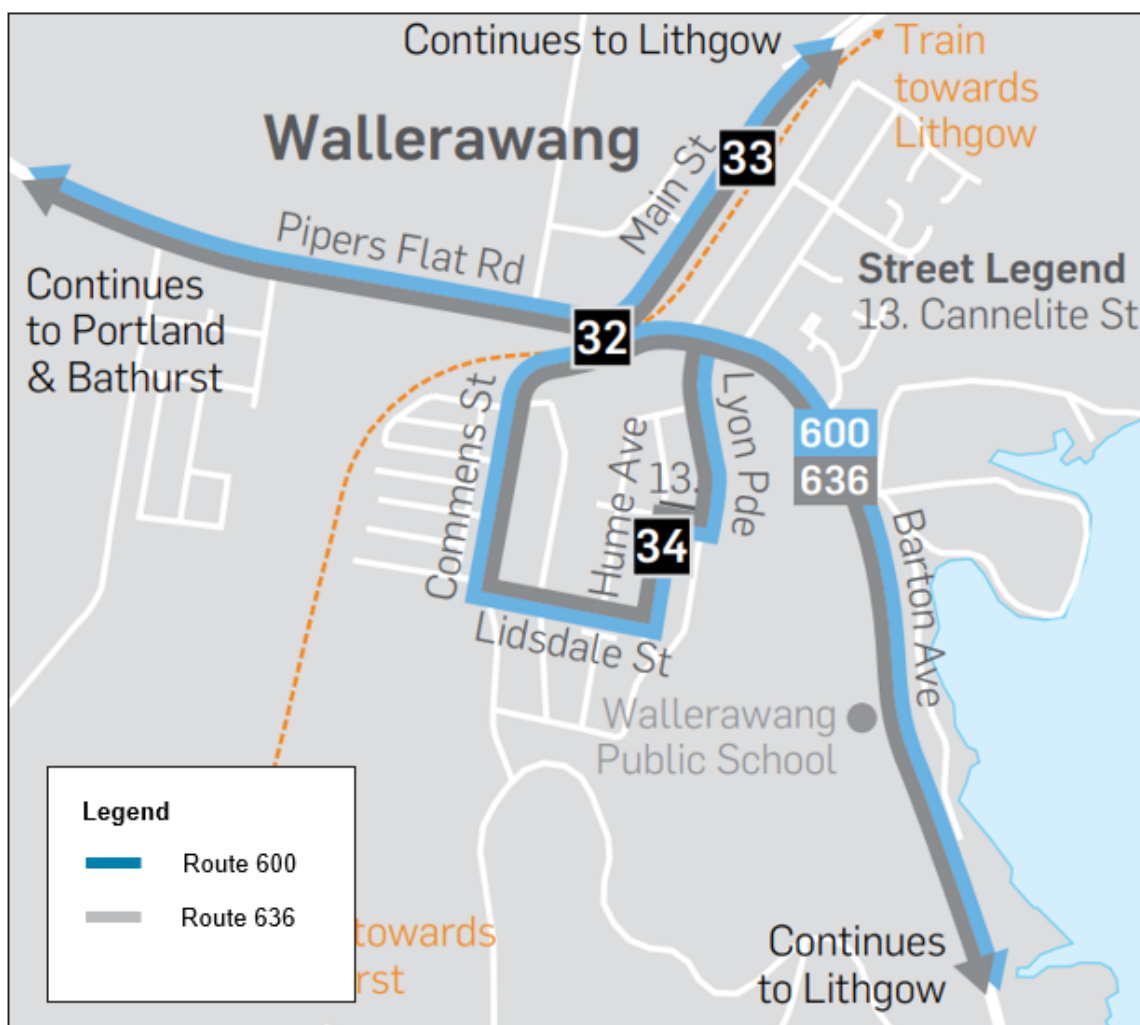 Continues to Lithgow
Train
towards
Lithgow
Wallerawang
33
Main St
Pipers Flat Rd
Street Legend
13. Cannelite St
Continues
to Portland
& Bathurst
32
Commens St
Lyon Pde
Hume Ave
13.
600
636
34
Barton Ave
Lidsdale St
Wallerawang
Public School
Legend
Route 600
Route 636
towards
rst
Continues
to Lithgow